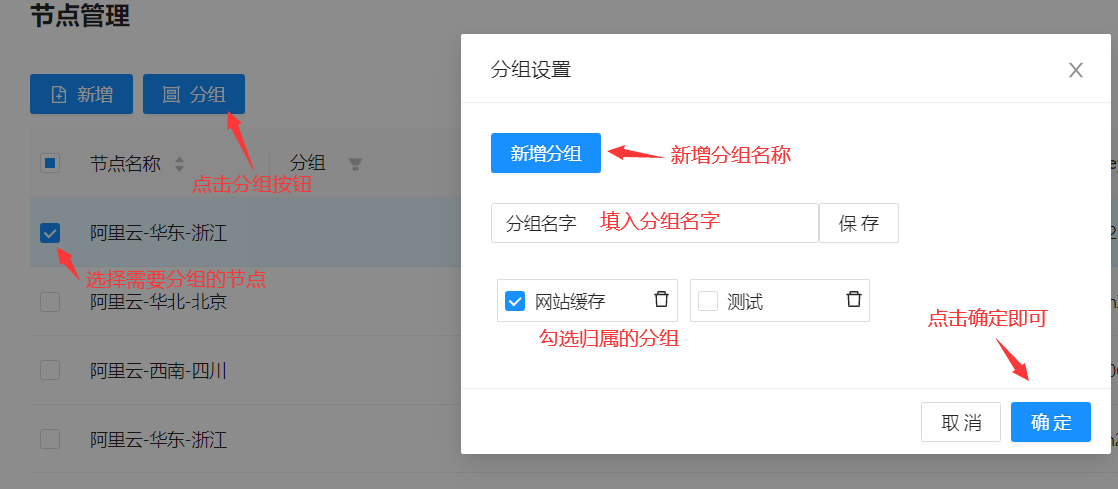 节点管理
新增
分组
节点名称
分组
点击分组按钮
阿里云-华东-浙江
选择需要分组的节点
阿里云-华北-北京
阿里云-西南-四川
阿里云-华东-浙江
分组设置
新增分组
新增分组名称
分组名字
填入分组名字
保存
网站缓存
测试
勾选归属的分组
点击确定即可
取消
确定